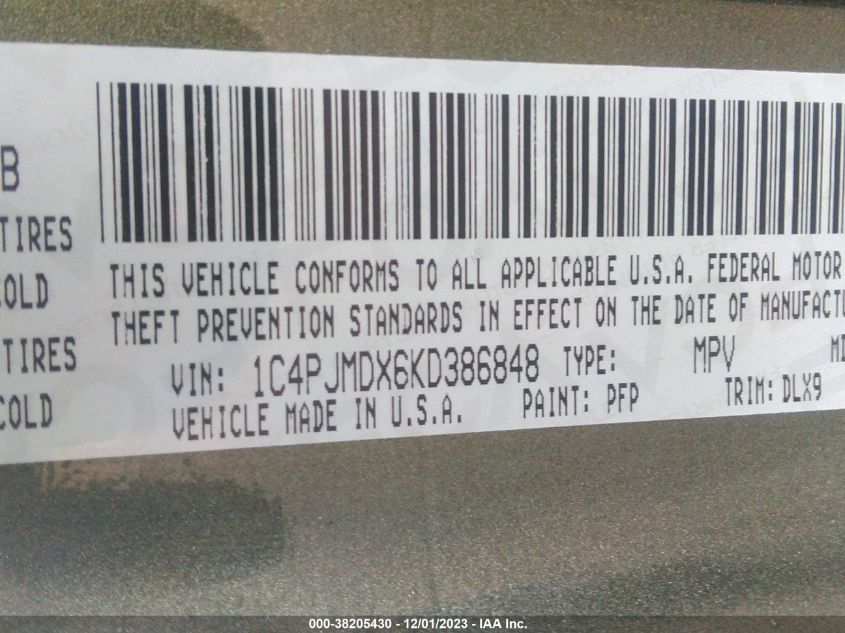 B
TIRES
COLD
TIRES
COLD
THIS VEHICLE CONFORMS TO ALL APPLICABLE U.S.A. FEDERAL MOTOR
THEFT PREVENTION STANDARDS IN EFFECT ON THE DATE OF MANUFACTU
VIN: 1C4PJMDX6KD386848 TYPE: MPV
VEHICLE MADE IN U.S.A. PAINT: PFP TRIM: DLX9
000-38205430 - 12/01/2023 - IAA Inc.